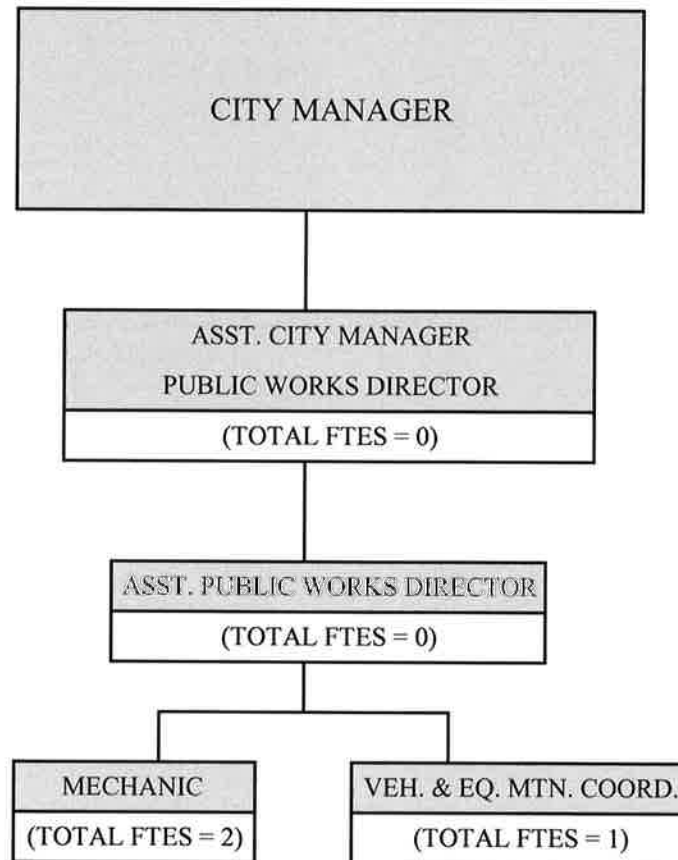 CITY MANAGER
ASST. CITY MANAGER
PUBLIC WORKS DIRECTOR
(TOTAL FTES = 0)
ASST. PUBLIC WORKS DIRECTOR
(TOTAL FTES = 0)
MECHANIC
(TOTAL FTES = 2)
VEH. & EQ. MTN. COORD.
(TOTAL FTES = 1)